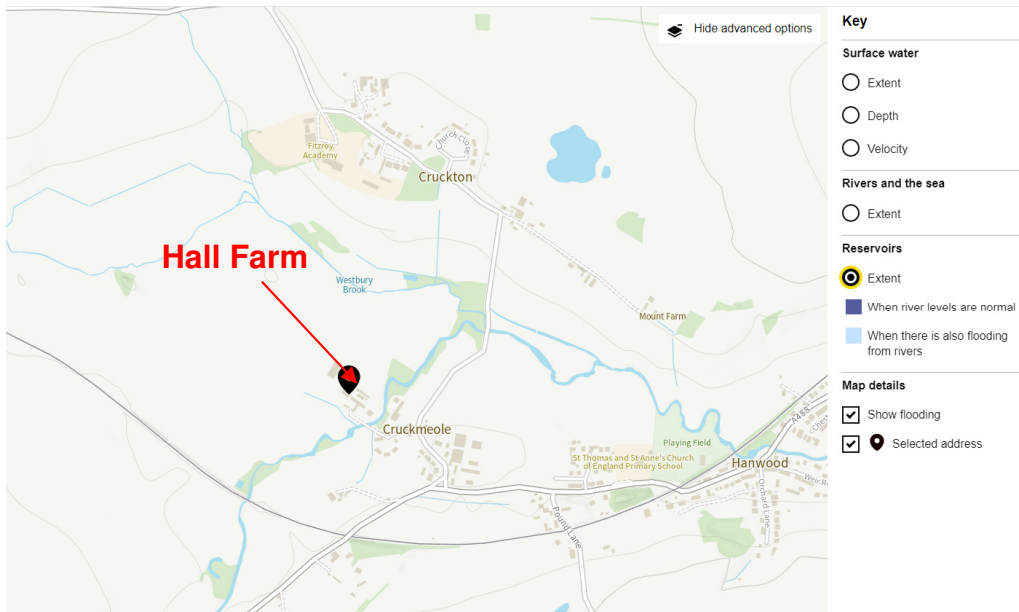 Hide advanced options
Fitzroy
Academy
Church Close
Cruckton
Hall Farm
Westbury
Brook
Mount Farm
Cruckmeole
Playing Field
St Thomas and St Anne's Church
of England Primary School
Hanwood
A488
Weir R
Orchard Lane
Pound Lane
Key
Surface water
Extent
Depth
Velocity
Rivers and the sea
Extent
Reservoirs
Extent
When river levels are normal
When there is also flooding
from rivers
Map details
Show flooding
Selected address